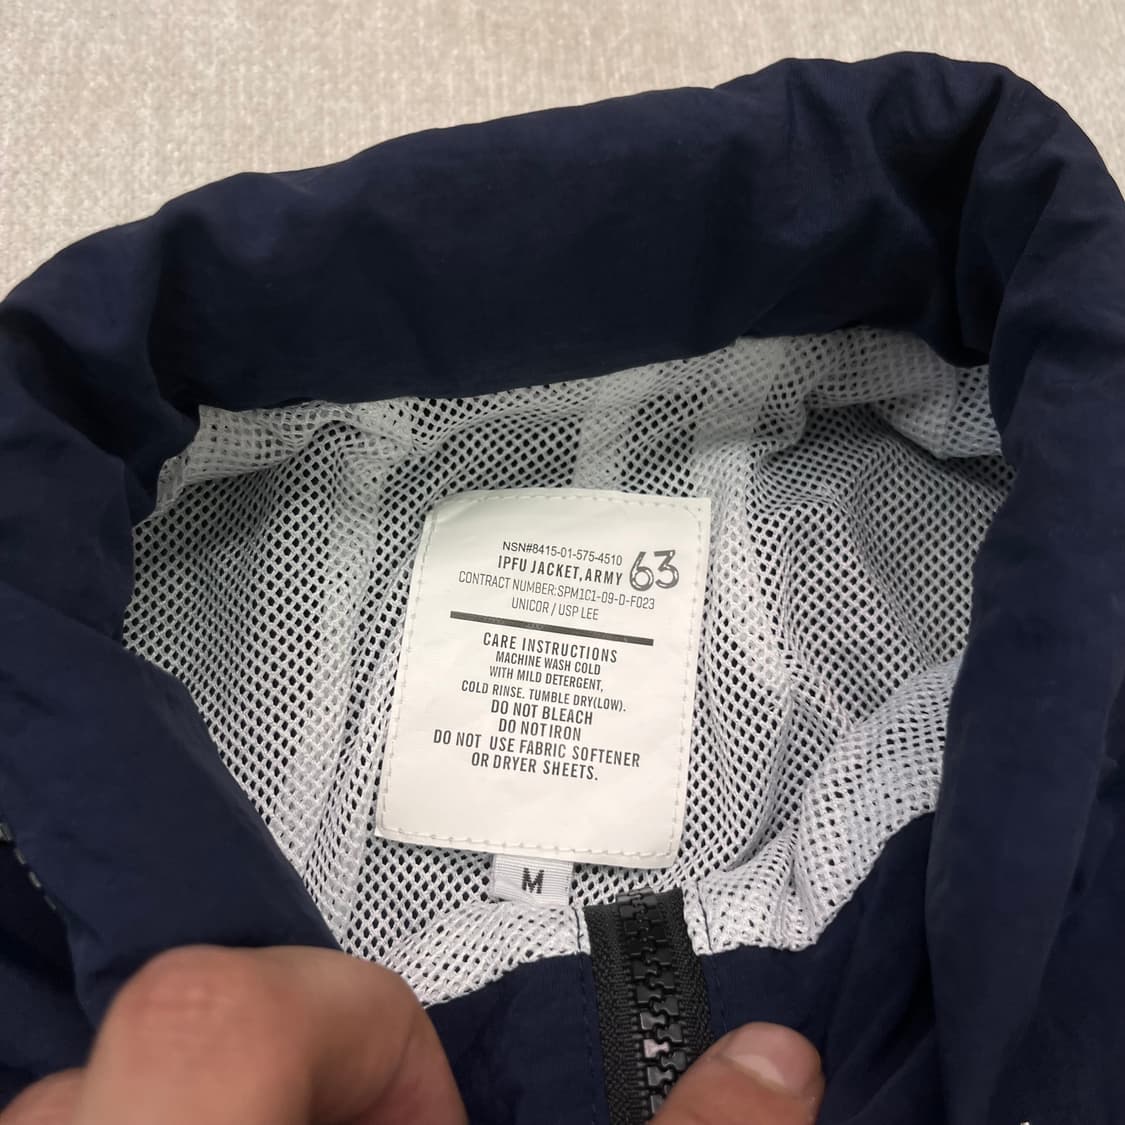 NSN#8415-01-575-4510
IPFU JACKET, ARMY 63
CONTRACT NUMBER:SPM1C1-09-D-F023
UNICOR / USP LEE
CARE INSTRUCTIONS
MACHINE WASH COLD
WITH MILD DETERGENT,
COLD RINSE. TUMBLE DRY(LOW).
DO NOT BLEACH
DO NOT IRON
DO NOT USE FABRIC SOFTENER
OR DRYER SHEETS.
M